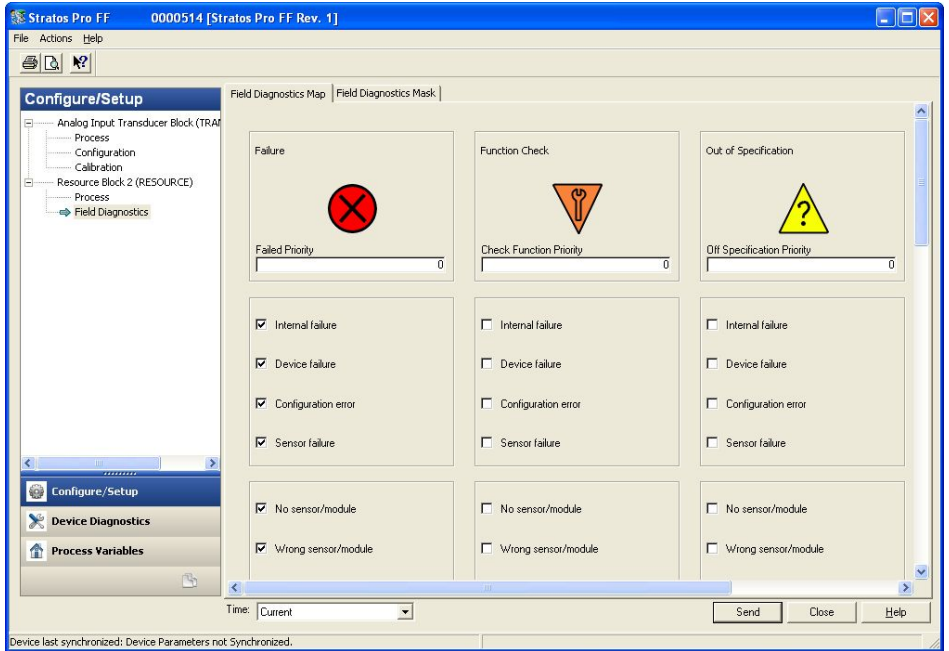 Stratos Pro FF 0000514 [Stratos Pro FF Rev. 1]
File Actions Help
Configure/Setup
Analog Input Transducer Block (TRAN
Process
Configuration
Calibration
Resource Block 2 (RESOURCE)
Process
Field Diagnostics
Configure/Setup
Device Diagnostics
Process Variables
Field Diagnostics Map Field Diagnostics Mask
Failure Function Check Out of Specification
?
Failed Priority Check Function Priority Off Specification Priority
0 0 0
Internal failure Internal failure Internal failure
Device failure Device failure Device failure
Configuration error Configuration error Configuration error
Sensor failure Sensor failure Sensor failure
No sensor/module No sensor/module No sensor/module
Wrong sensor/module Wrong sensor/module Wrong sensor/module
Time: Current Send Close Help
Device last synchronized: Device Parameters not Synchronized.